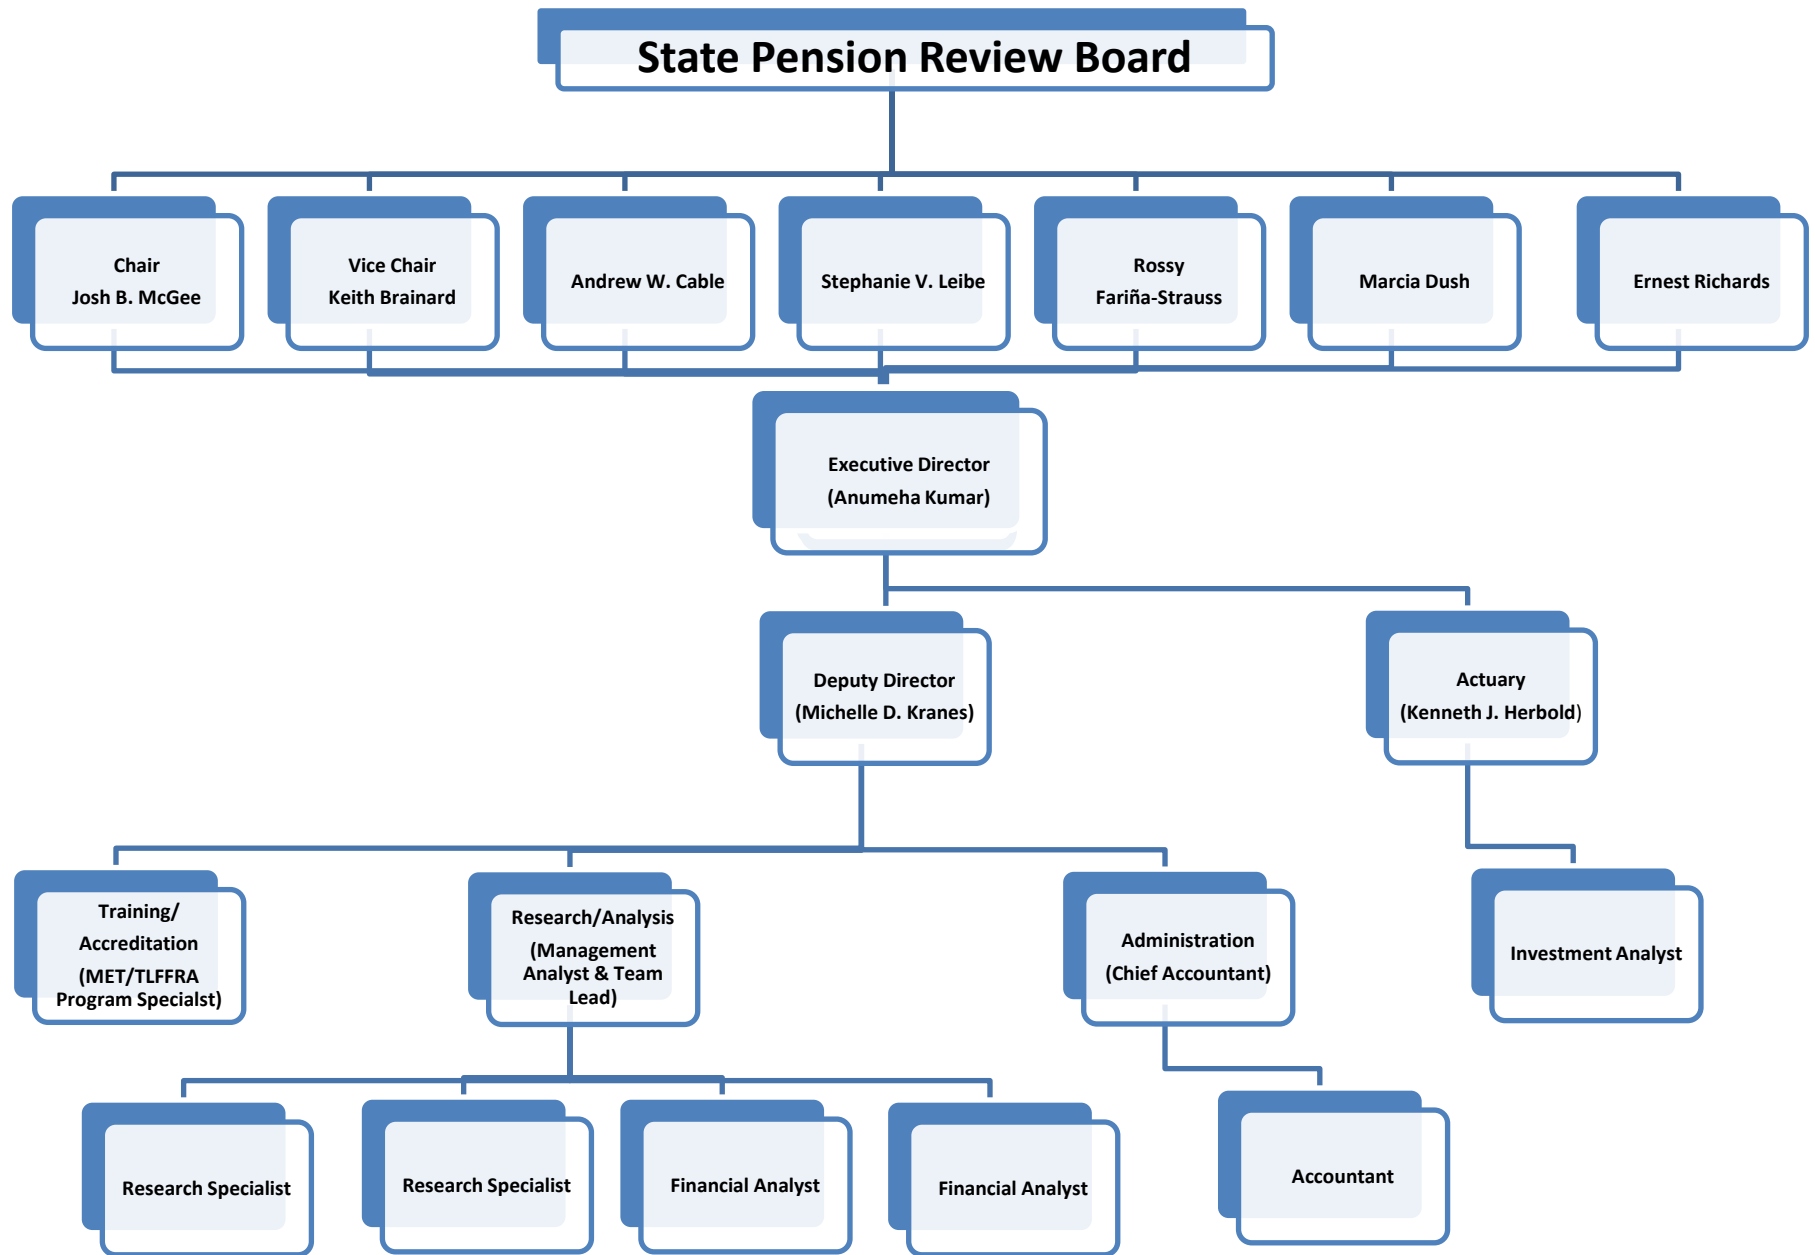 State Pension Review Board
Chair
Josh B. McGee
Vice Chair
Keith Brainard
Andrew W. Cable
Stephanie V. Leibe
Rossy
Fariña-Strauss
Marcia Dush
Ernest Richards
Executive Director
(Anumeha Kumar)
Deputy Director
(Michelle D. Kranes)
Actuary
(Kenneth J. Herbold)
Training/
Accreditation
(MET/TLFFRA
Program Specialst)
Research/Analysis
(Management
Analyst & Team
Lead)
Administration
(Chief Accountant)
Investment Analyst
Research Specialist
Research Specialist
Financial Analyst
Financial Analyst
Accountant